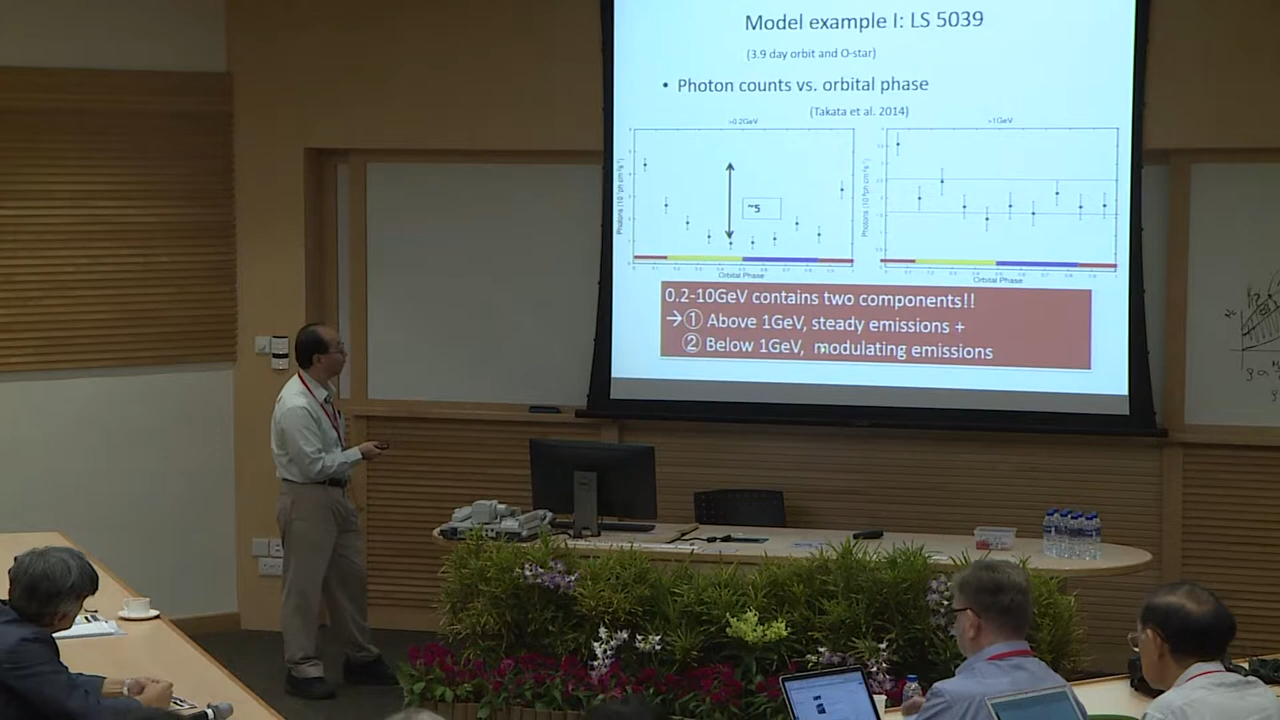 Model example I: LS 5039
(3.9 day orbit and O-star)
• Photon counts vs. orbital phase
(Takata et al. 2014)
>0.2GeV
>1GeV
~5
Orbital Phase
Orbital Phase
0.2-10GeV contains two components!!
→① Above 1GeV, steady emissions +
② Below 1GeV, modulating emissions